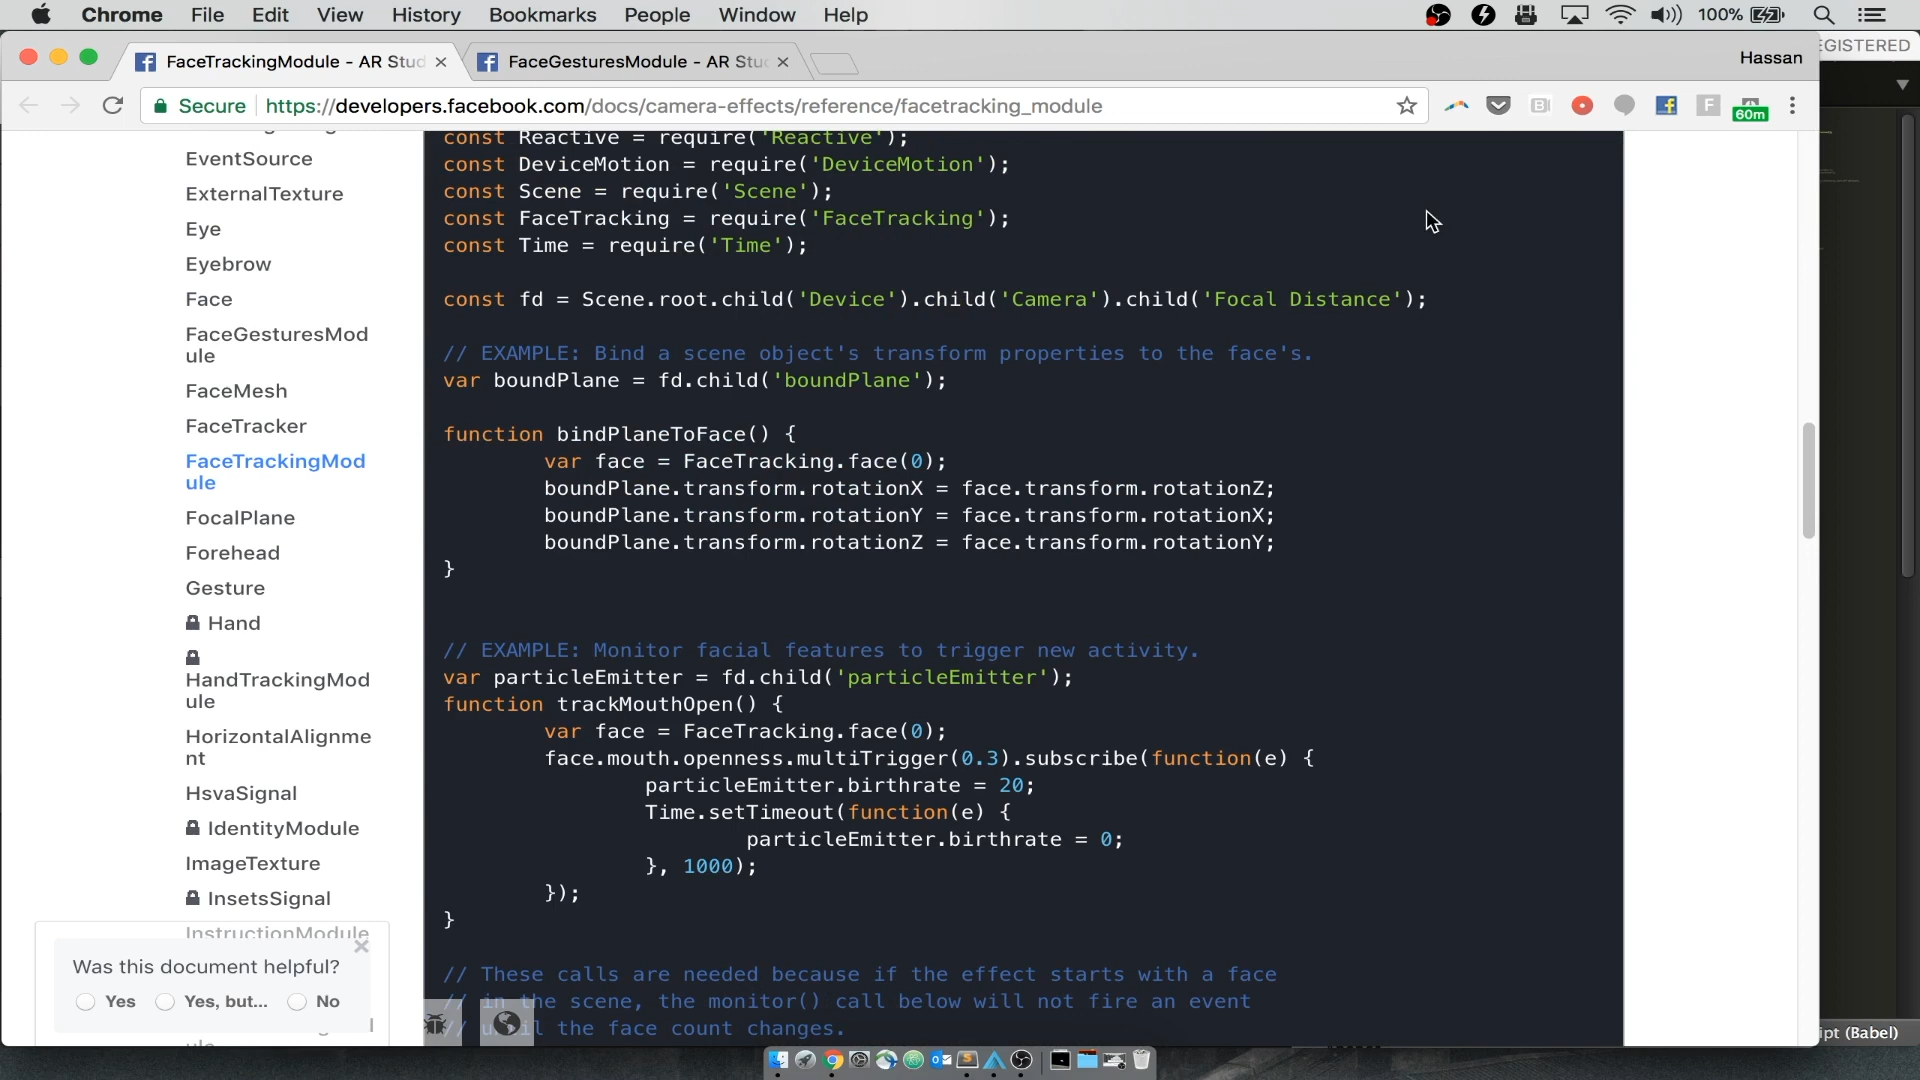 Chrome File Edit View History Bookmarks People Window Help 100%
EGISTERED
FaceTrackingModule - AR Stud FaceGesturesModule - AR Stu Hassan
Secure https://developers.facebook.com/docs/camera-effects/reference/facetracking_module
60m
EventSource
ExternalTexture
Eye
Eyebrow
Face
FaceGesturesMod
ule
FaceMesh
FaceTracker
FaceTrackingMod
ule
FocalPlane
Forehead
Gesture
Hand
HandTrackingMod
ule
HorizontalAlignme
nt
HsvaSignal
IdentityModule
ImageTexture
InsetsSignal
InstructionModule
Was this document helpful?
Yes Yes, but... No
const Reactive = require('Reactive');
const DeviceMotion = require('DeviceMotion');
const Scene = require('Scene');
const FaceTracking = require('FaceTracking');
const Time = require('Time');
const fd = Scene.root.child('Device').child('Camera').child('Focal Distance');
// EXAMPLE: Bind a scene object's transform properties to the face's.
var boundPlane = fd.child('boundPlane');
function bindPlaneToFace() {
var face = FaceTracking.face(0);
boundPlane.transform.rotationX = face.transform.rotationZ;
boundPlane.transform.rotationY = face.transform.rotationX;
boundPlane.transform.rotationZ = face.transform.rotationY;
}
// EXAMPLE: Monitor facial features to trigger new activity.
var particleEmitter = fd.child('particleEmitter');
function trackMouthOpen() {
var face = FaceTracking.face(0);
face.mouth.openness.multiTrigger(0.3).subscribe(function(e) {
particleEmitter.birthrate = 20;
Time.setTimeout(function(e) {
particleEmitter.birthrate = 0;
}, 1000);
});
}
// These calls are needed because if the effect starts with a face
// in the scene, the monitor() call below will not fire an event
// until the face count changes.
ipt (Babel)